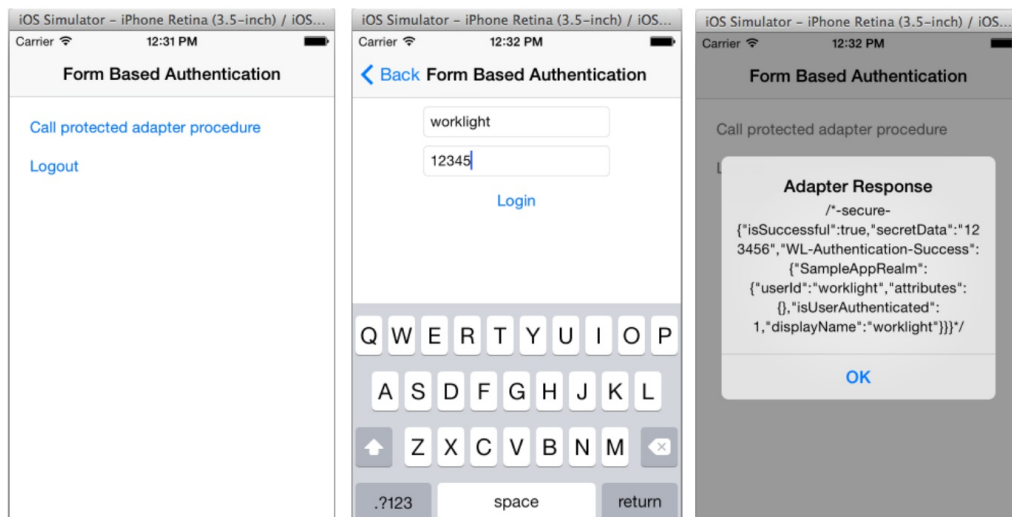 iOS Simulator – iPhone Retina (3.5-inch) / iOS...
Carrier 12:31 PM
Form Based Authentication
Call protected adapter procedure
Logout
iOS Simulator – iPhone Retina (3.5-inch) / iOS...
Carrier 12:32 PM
Back Form Based Authentication
worklight
12345
Login
Q W E R T Y U I O P
A S D F G H J K L
Z X C V B N M
.?123 space return
iOS Simulator – iPhone Retina (3.5-inch) / iOS...
Carrier 12:32 PM
Form Based Authentication
Call protected adapter procedure
L
Adapter Response
/*-secure-
{"isSuccessful":true,"secretData":"12
3456","WL-Authentication-Success":
{"SampleAppRealm":
{"userId":"worklight","attributes":
{},"isUserAuthenticated":
1,"displayName":"worklight"}}}*/
OK